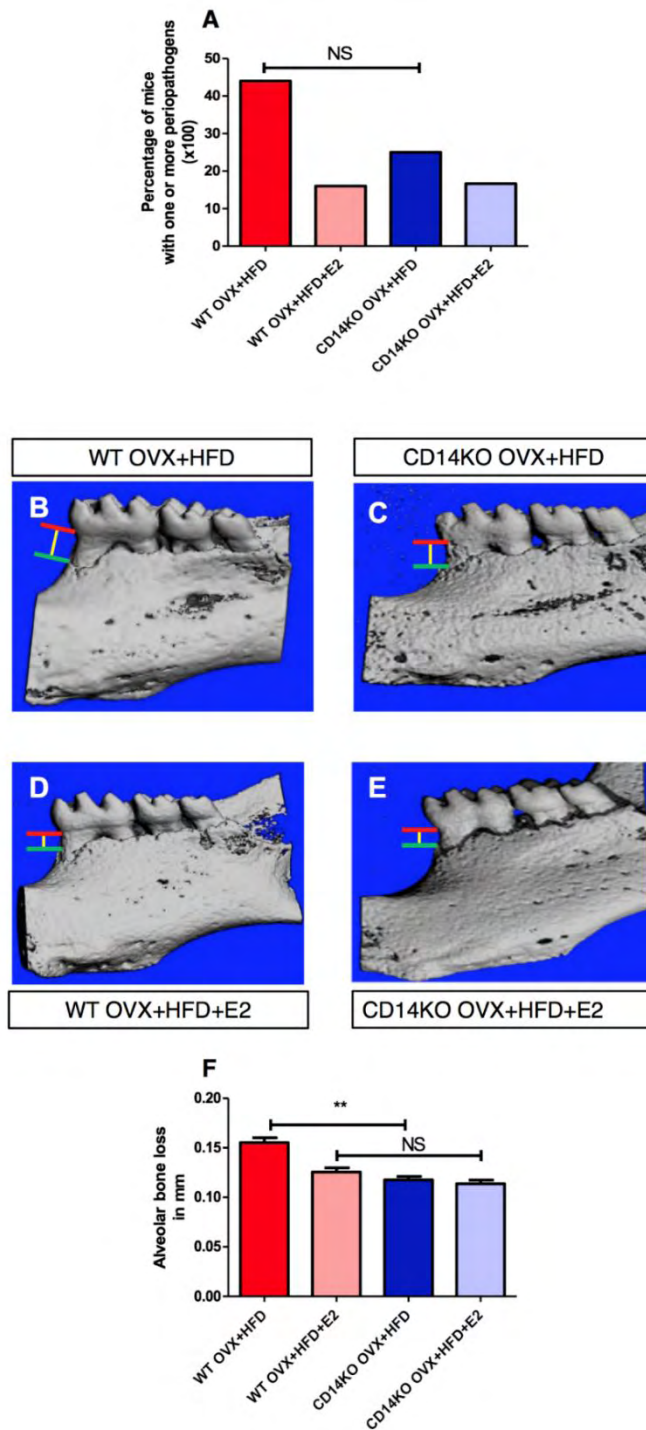 A
Percentage of mice
with one or more periopathogens
(x100)
50
40
30
20
10
0
NS
WT OVX+HFD
WT OVX+HFD+E2
CD14KO OVX+HFD
CD14KO OVX+HFD+E2
WT OVX+HFD
CD14KO OVX+HFD
B
C
D
E
WT OVX+HFD+E2
CD14KO OVX+HFD+E2
F
Alveolar bone loss
in mm
0.20
0.15
0.10
0.05
0.00
**
NS
WT OVX+HFD
WT OVX+HFD+E2
CD14KO OVX+HFD
CD14KO OVX+HFD+E2